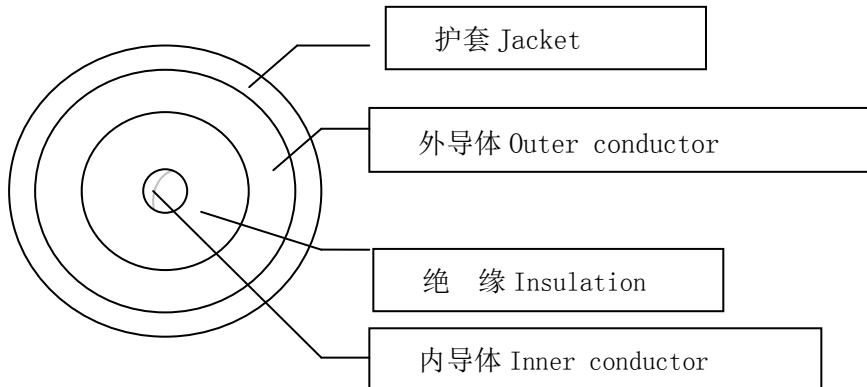 护套 Jacket
外导体 Outer conductor
绝 缘 Insulation
内导体 Inner conductor